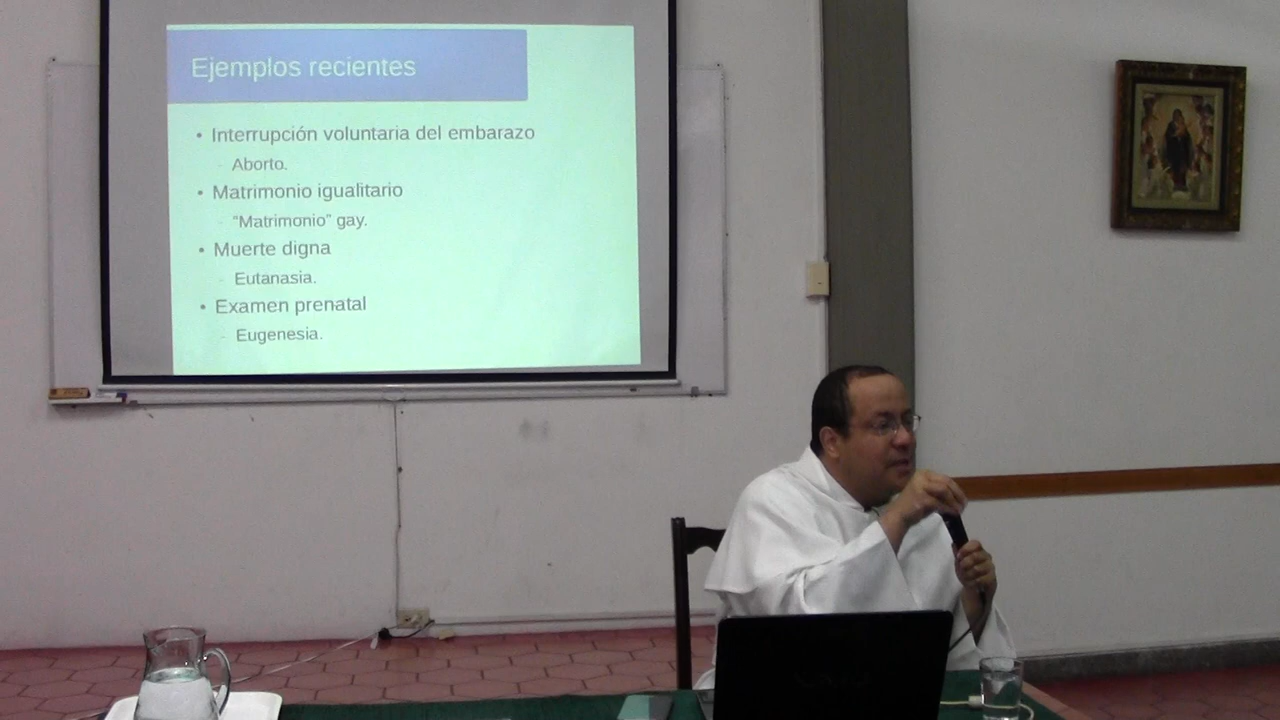 Ejemplos recientes
• Interrupción voluntaria del embarazo
- Aborto.
• Matrimonio igualitario
- “Matrimonio” gay.
• Muerte digna
- Eutanasia.
• Examen prenatal
- Eugenesia.